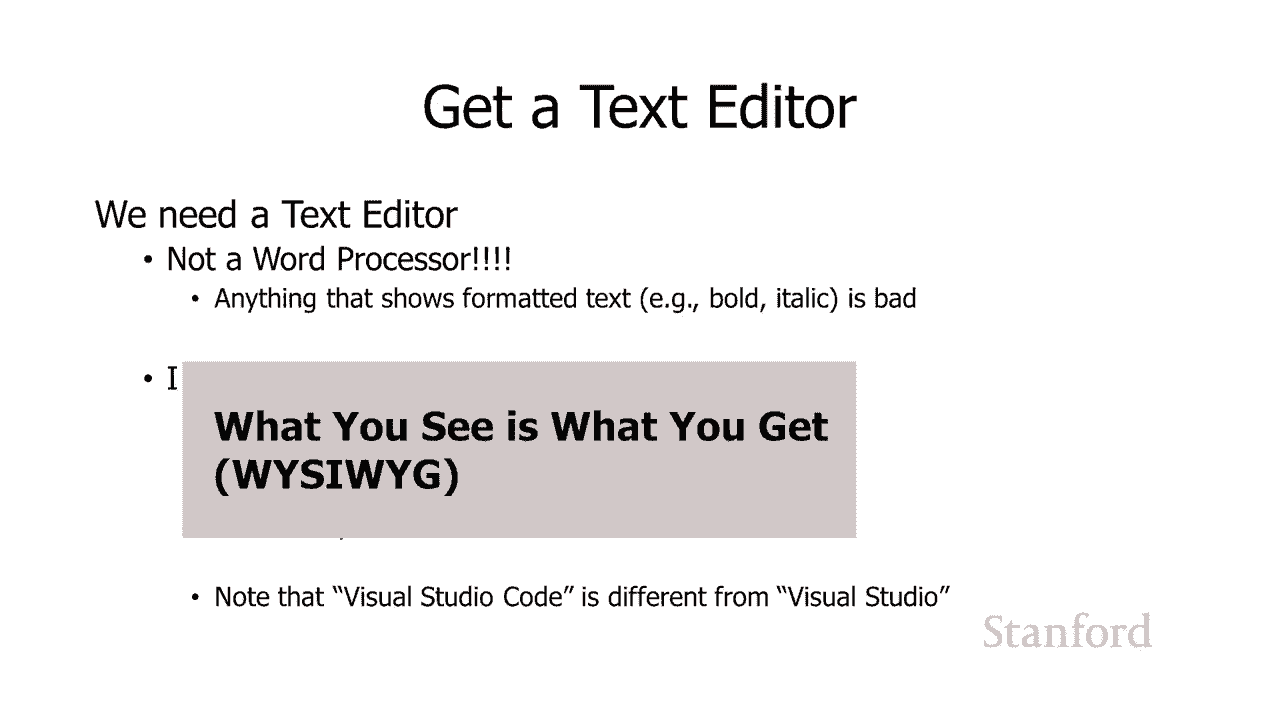 Get a Text Editor
We need a Text Editor
• Not a Word Processor!!!!
• Anything that shows formatted text (e.g., bold, italic) is bad
• I
What You See is What You Get
(WYSIWYG)
• Note that “Visual Studio Code” is different from “Visual Studio”
Stanford